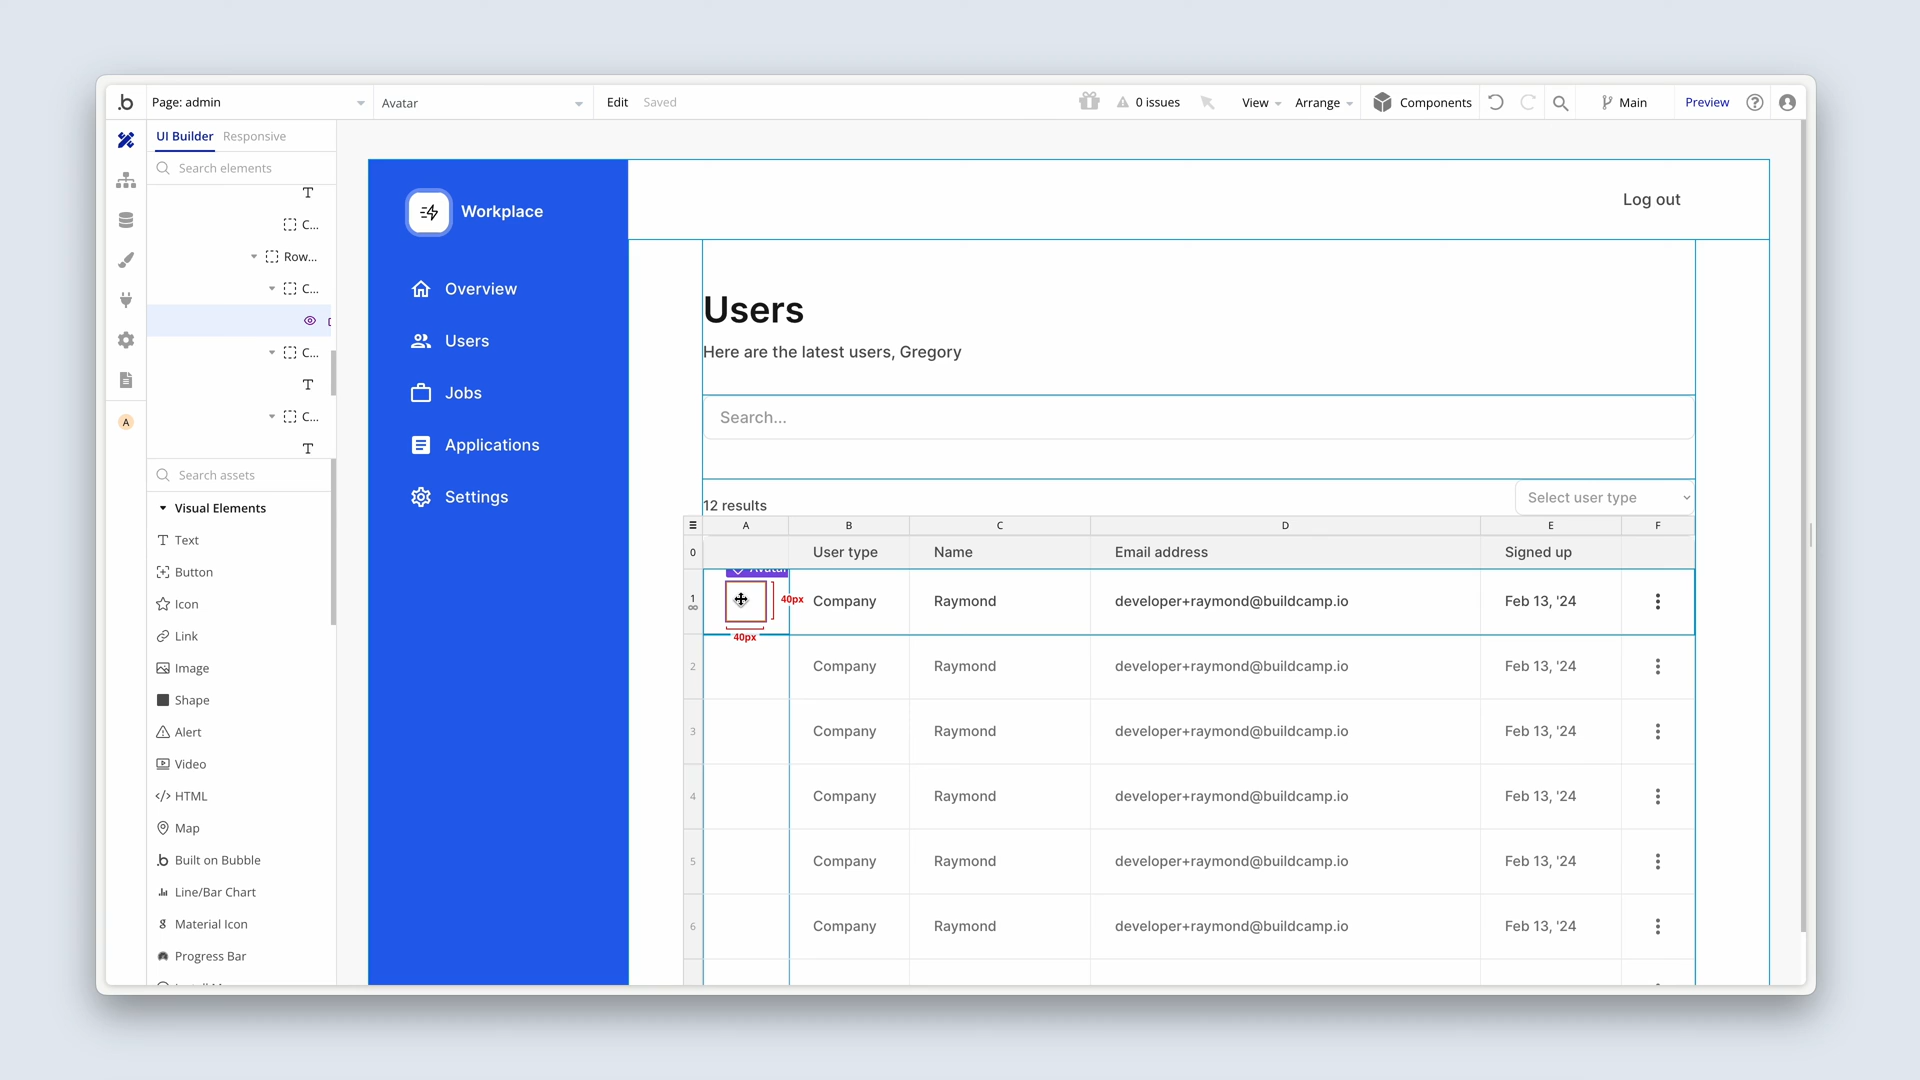 .b Page: admin Avatar Edit Saved 0 issues View Arrange Components Main Preview
UI Builder Responsive
Search elements
T
C...
Row...
C...
C...
T
C...
T
A
Search assets
Visual Elements
Text
Button
Icon
Link
Image
Shape
Alert
Video
HTML
Map
Built on Bubble
Line/Bar Chart
Material Icon
Progress Bar
Workplace
Overview
Users
Jobs
Applications
Settings
Log out
Users
Here are the latest users, Gregory
Search...
12 results
Select user type
A B C D E F
0 User type Name Email address Signed up
Avatar
1 40px Company Raymond developer+raymond@buildcamp.io Feb 13, '24
40px
2 Company Raymond developer+raymond@buildcamp.io Feb 13, '24
3 Company Raymond developer+raymond@buildcamp.io Feb 13, '24
4 Company Raymond developer+raymond@buildcamp.io Feb 13, '24
5 Company Raymond developer+raymond@buildcamp.io Feb 13, '24
6 Company Raymond developer+raymond@buildcamp.io Feb 13, '24